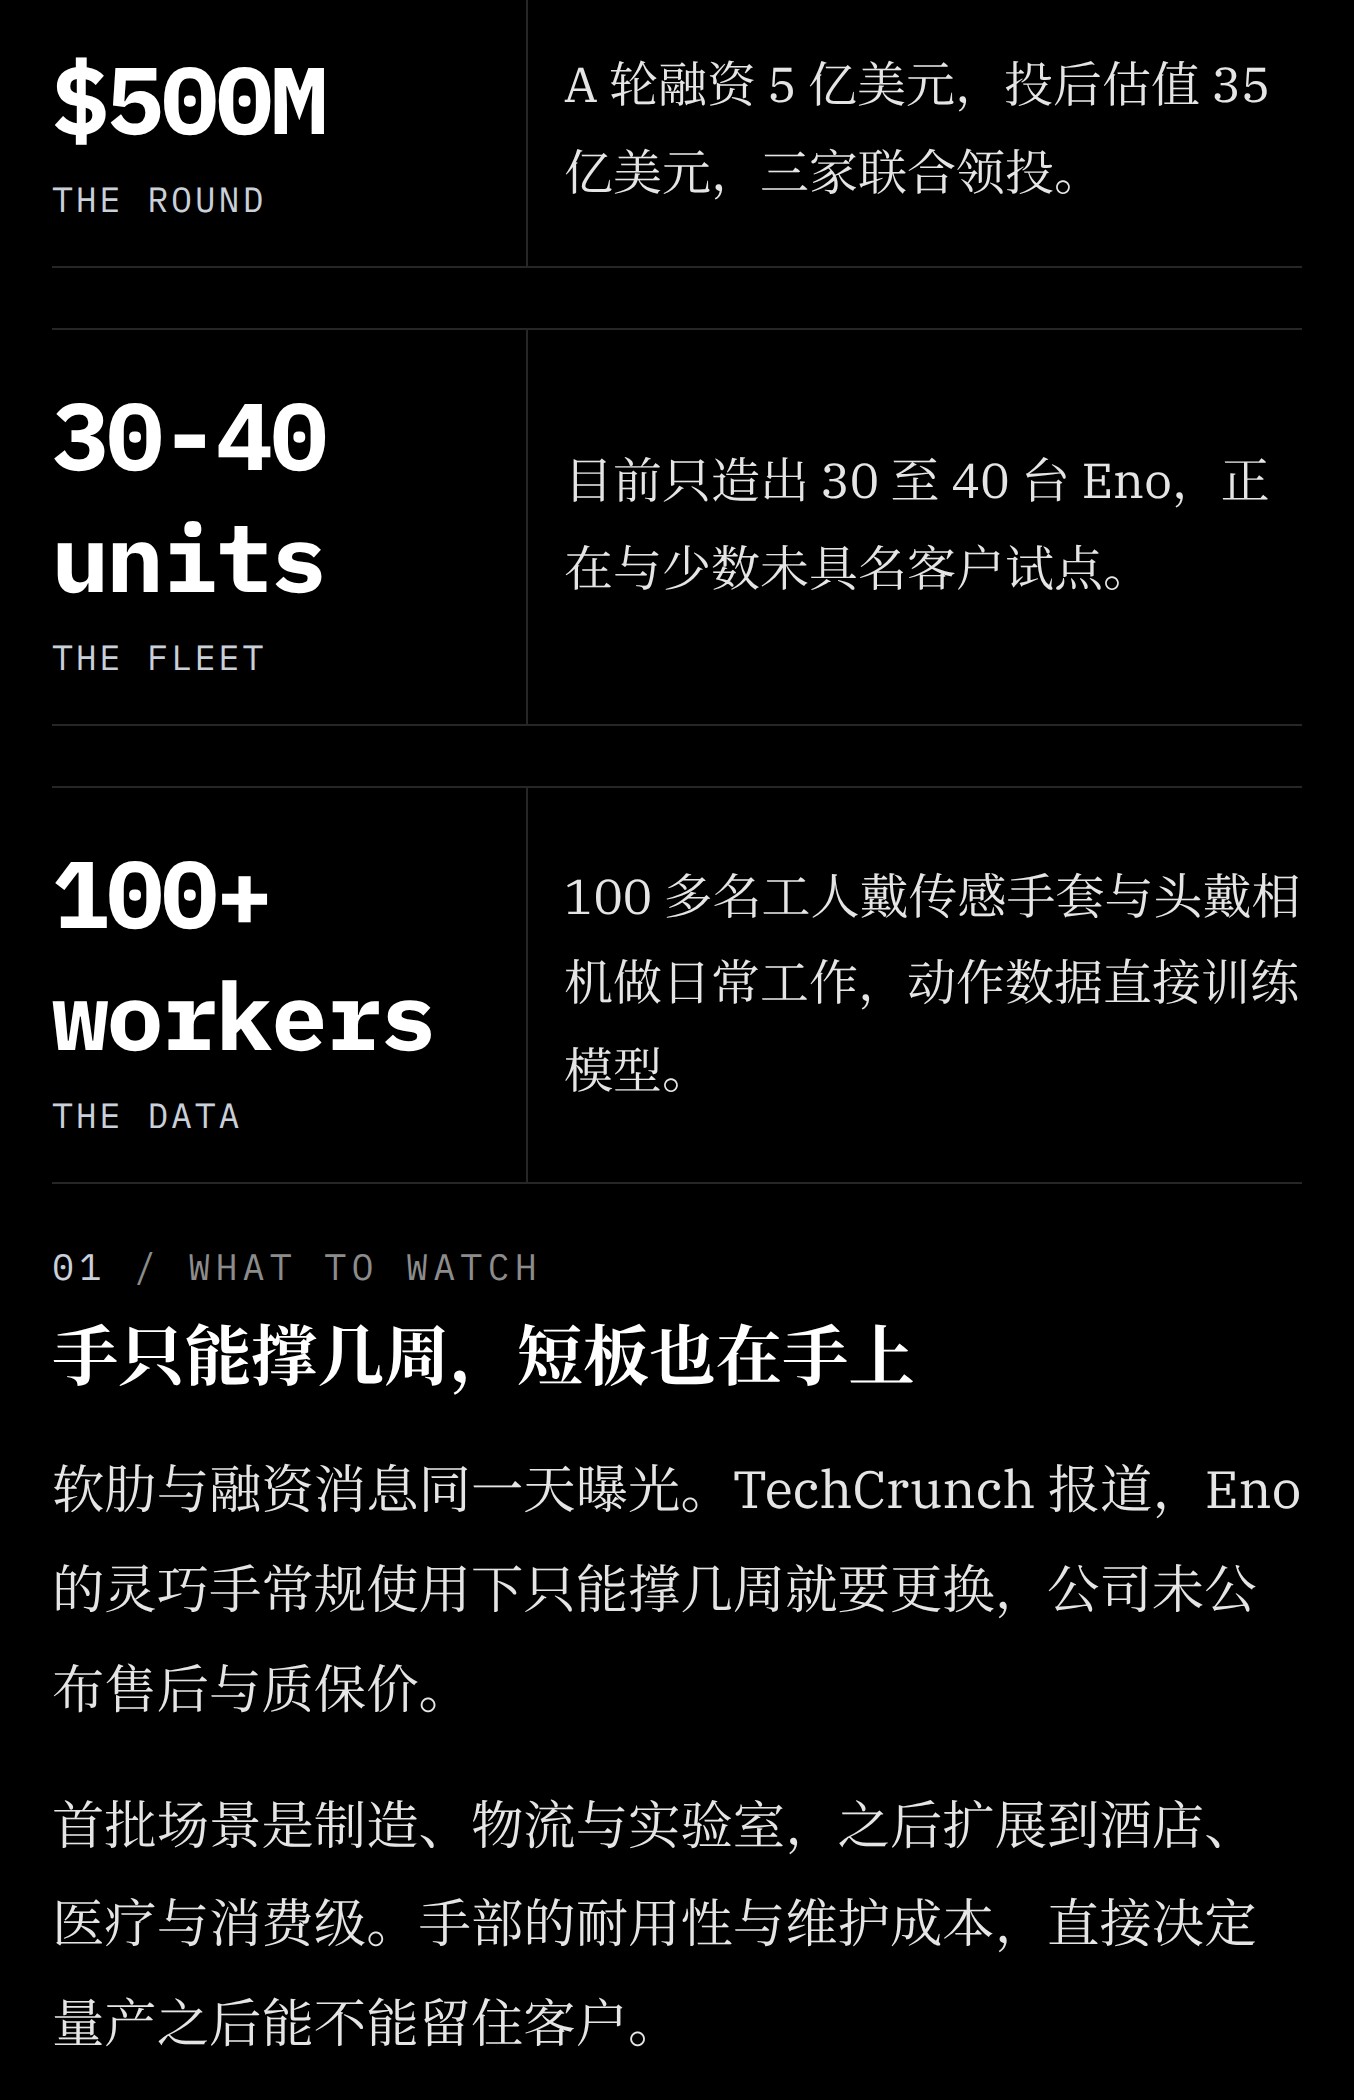 $500M
THE ROUND
A 轮融资 5 亿美元，投后估值 35
亿美元，三家联合领投。
30-40
units
THE FLEET
目前只造出 30 至 40 台 Eno，正
在与少数未具名客户试点。
100+
workers
THE DATA
100 多名工人戴传感手套与头戴相
机做日常工作，动作数据直接训练
模型。
01 / WHAT TO WATCH
手只能撑几周，短板也在手上
软肋与融资消息同一天曝光。TechCrunch 报道，Eno
的灵巧手常规使用下只能撑几周就要更换，公司未公
布售后与质保价。
首批场景是制造、物流与实验室，之后扩展到酒店、
医疗与消费级。手部的耐用性与维护成本，直接决定
量产之后能不能留住客户。